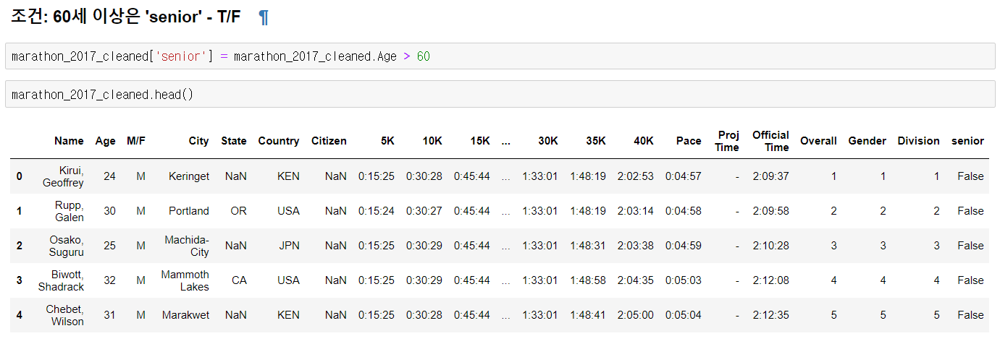 조건: 60세 이상은 'senior' - T/F ¶
marathon_2017_cleaned['senior'] = marathon_2017_cleaned.Age > 60
marathon_2017_cleaned.head()
Name Age M/F City State Country Citizen 5K 10K 15K ... 30K 35K 40K Pace Proj Time Official Time Overall Gender Division senior
0 Kirui, Geoffrey 24 M Keringet NaN KEN NaN 0:15:25 0:30:28 0:45:44 ... 1:33:01 1:48:19 2:02:53 0:04:57 - 2:09:37 1 1 1 False
1 Rupp, Galen 30 M Portland OR USA NaN 0:15:24 0:30:27 0:45:44 ... 1:33:01 1:48:19 2:03:14 0:04:58 - 2:09:58 2 2 2 False
2 Osako, Suguru 25 M Machida-City NaN JPN NaN 0:15:25 0:30:29 0:45:44 ... 1:33:01 1:48:31 2:03:38 0:04:59 - 2:10:28 3 3 3 False
3 Biwott, Shadrack 32 M Mammoth Lakes CA USA NaN 0:15:25 0:30:29 0:45:44 ... 1:33:01 1:48:58 2:04:35 0:05:03 - 2:12:08 4 4 4 False
4 Chebet, Wilson 31 M Marakwet NaN KEN NaN 0:15:25 0:30:28 0:45:44 ... 1:33:01 1:48:41 2:05:00 0:05:04 - 2:12:35 5 5 5 False